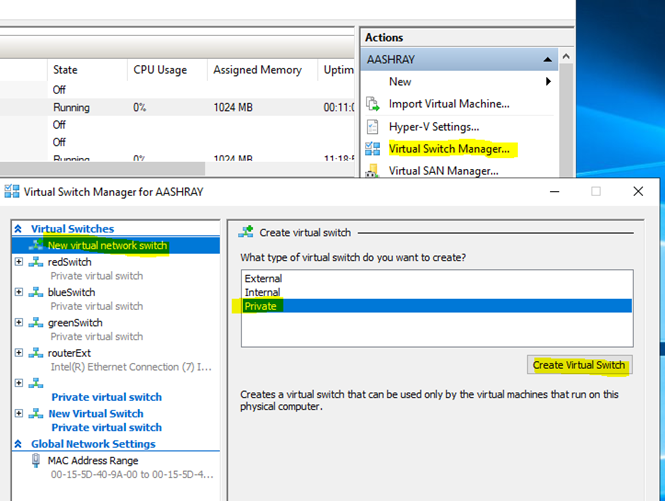 Actions
State CPU Usage Assigned Memory Uptim
AASHRAY
Off
New
Running 0% 1024 MB 00:11:0
Import Virtual Machine...
Off
Hyper-V Settings...
Off
Virtual Switch Manager...
Running 0% 1024 MB 11:18:5
Virtual SAN Manager...
Virtual Switch Manager for AASHRAY
Virtual Switches
New virtual network switch
redSwitch
Private virtual switch
blueSwitch
Private virtual switch
greenSwitch
Private virtual switch
routerExt
Intel(R) Ethernet Connection (7) I...
Private virtual switch
New Virtual Switch
Private virtual switch
Global Network Settings
MAC Address Range
00-15-5D-40-9A-00 to 00-15-5D-4...
Create virtual switch
What type of virtual switch do you want to create?
External
Internal
Private
Create Virtual Switch
Creates a virtual switch that can be used only by the virtual machines that run on this
physical computer.